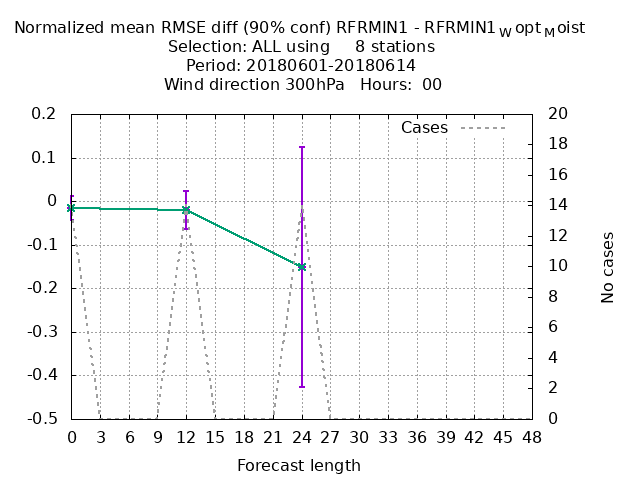 Normalized mean RMSE diff (90% conf) RFRMIN1 - RFRMIN1WoptMoist
Selection: ALL using 8 stations
Period: 20180601-20180614
Wind direction 300hPa Hours: 00
Cases
0.2
0.1
0
-0.1
-0.2
-0.3
-0.4
-0.5
20
18
16
14
12
10
8
6
4
2
0
No cases
0 3 6 9 12 15 18 21 24 27 30 33 36 39 42 45 48
Forecast length